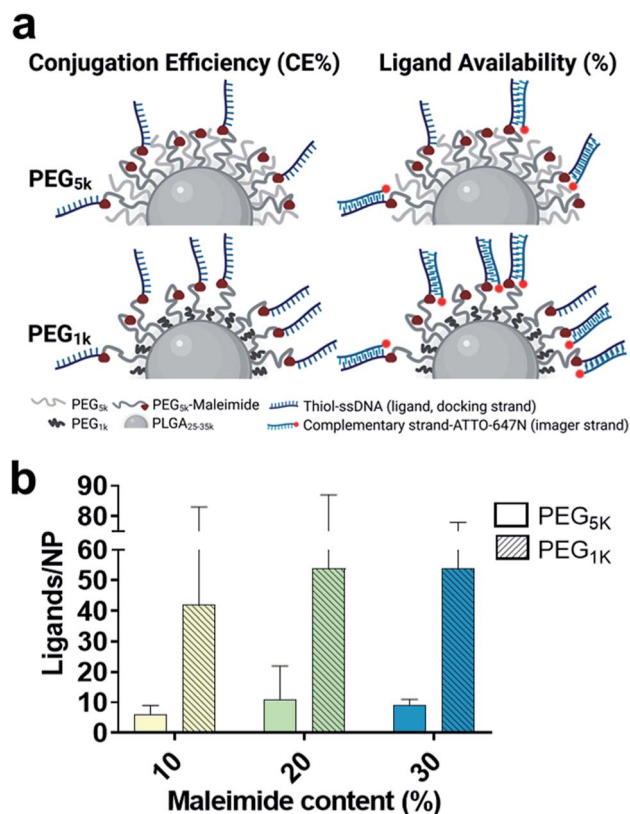 a
Conjugation Efficiency (CE%) Ligand Availability (%)
PEG5k
PEG1k
PEG5k PEG5k-Maleimide Thiol-ssDNA (ligand, docking strand)
PEG1k PLGA25-35k Complementary strand-ATTO-647N (imager strand)
b
Ligands/NP
90
80
60
50
40
30
20
10
0
PEG5K
PEG1K
10 20 30
Maleimide content (%)